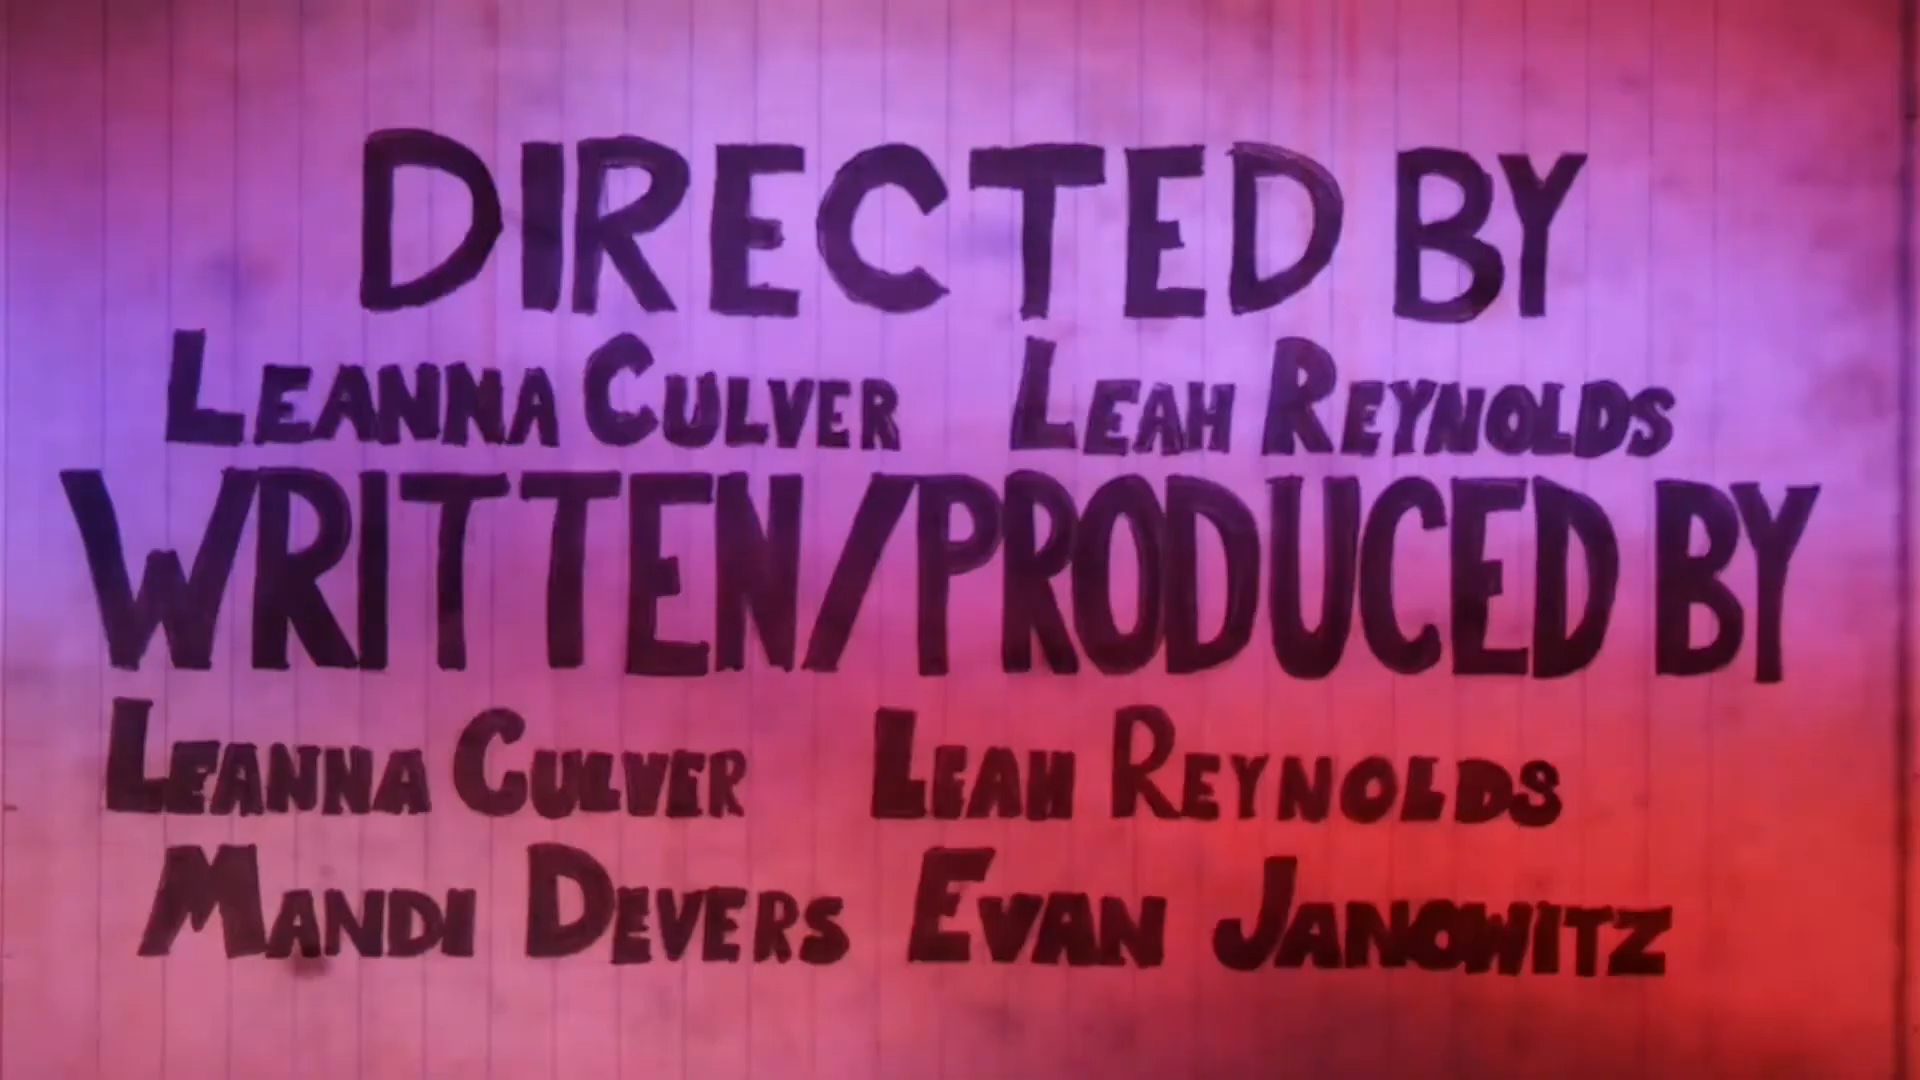 DIRECTED BY
LEANNA CULVER LEAH REYNOLDS
WRITTEN/PRODUCED BY
LEANNA CULVER LEAH REYNOLDS
MANDI DEVERS EVAN JANOWITZ